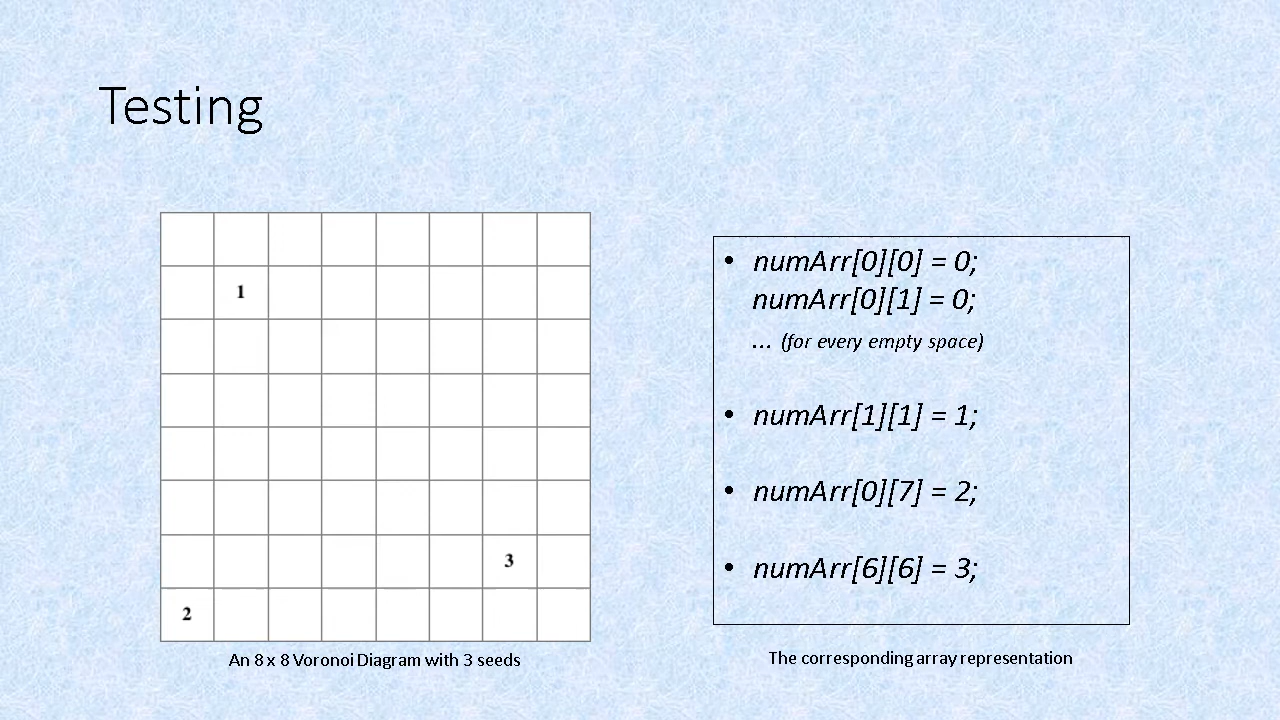 Testing
1
3
2
An 8 x 8 Voronoi Diagram with 3 seeds
• numArr[0][0] = 0;
numArr[0][1] = 0;
... (for every empty space)
• numArr[1][1] = 1;
• numArr[0][7] = 2;
• numArr[6][6] = 3;
The corresponding array representation